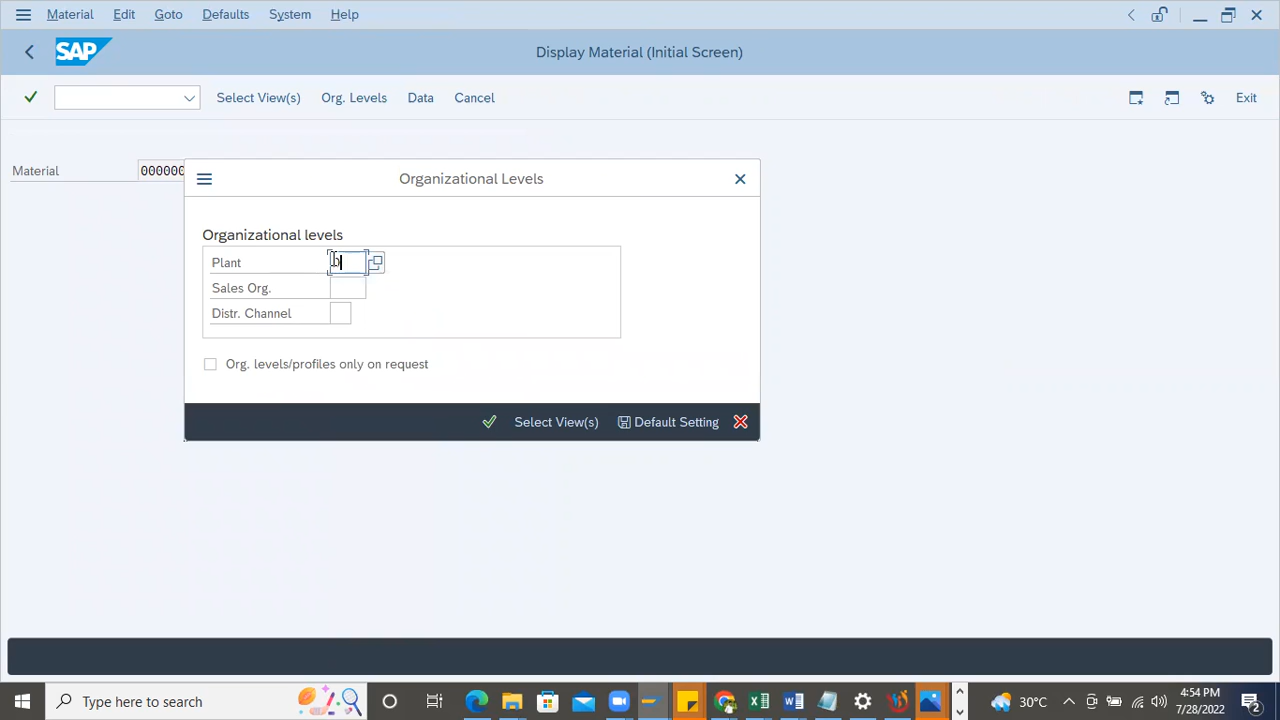 Material Edit Goto Defaults System Help
SAP Display Material (Initial Screen)
Select View(s) Org. Levels Data Cancel Exit
Material 000000
Organizational Levels
Organizational levels
Plant
Sales Org.
Distr. Channel
Org. levels/profiles only on request
Select View(s) Default Setting
Type here to search 30°C 4:54 PM
7/28/2022 2